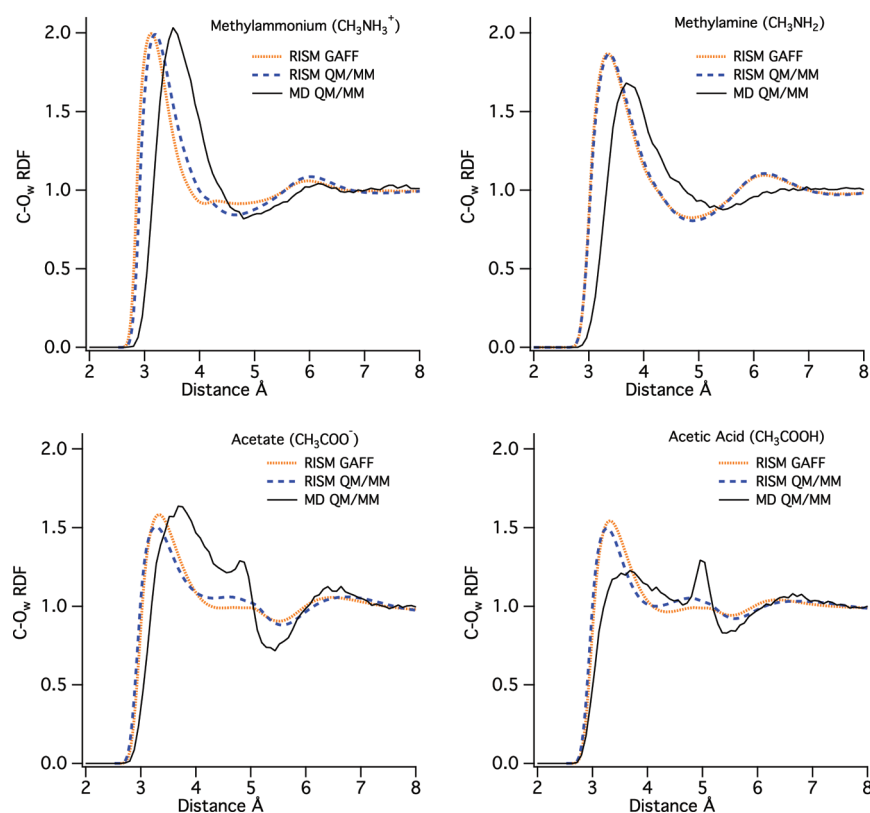 Methylammonium (CH₃NH₃⁺)
RISM GAFF
RISM QM/MM
MD QM/MM
2.0
1.5
1.0
0.5
0.0
C-O_w RDF
2 3 4 5 6 7 8
Distance Å
Methylamine (CH₃NH₂)
RISM GAFF
RISM QM/MM
MD QM/MM
2.0
1.5
1.0
0.5
0.0
C-O_w RDF
2 3 4 5 6 7 8
Distance Å
Acetate (CH₃COO⁻)
RISM GAFF
RISM QM/MM
MD QM/MM
2.0
1.5
1.0
0.5
0.0
C-O_w RDF
2 3 4 5 6 7 8
Distance Å
Acetic Acid (CH₃COOH)
RISM GAFF
RISM QM/MM
MD QM/MM
2.0
1.5
1.0
0.5
0.0
C-O_w RDF
2 3 4 5 6 7 8
Distance Å